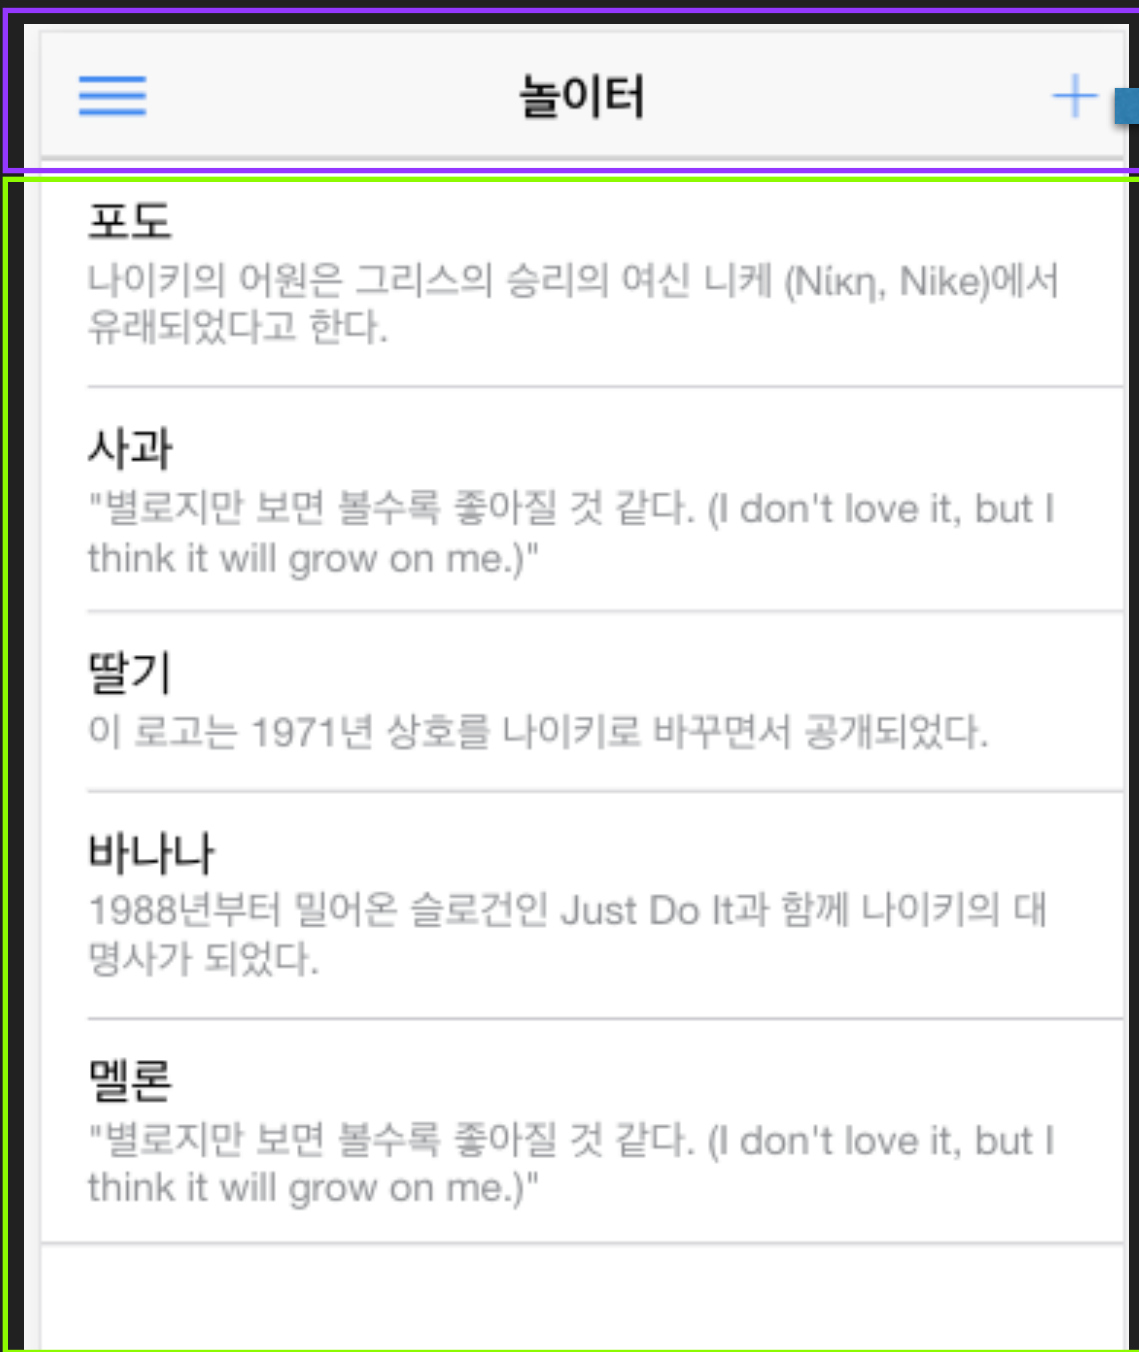 놀이터
포도
나이키의 어원은 그리스의 승리의 여신 니케 (Νίκη, Nike)에서
유래되었다고 한다.
사과
"별로지만 보면 볼수록 좋아질 것 같다. (I don't love it, but I
think it will grow on me.)"
딸기
이 로고는 1971년 상호를 나이키로 바꾸면서 공개되었다.
바나나
1988년부터 밀어온 슬로건인 Just Do It과 함께 나이키의 대
명사가 되었다.
멜론
"별로지만 보면 볼수록 좋아질 것 같다. (I don't love it, but I
think it will grow on me.)"